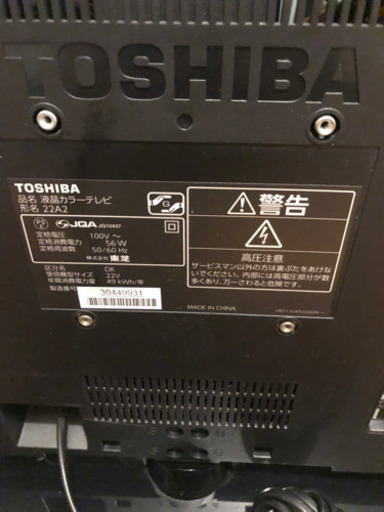 TOSHIBA
TOSHIBA
品名 液晶カラーテレビ
形名 22A2
PS
E
JQA JQ10457
定格電圧 100V ～
定格消費電力 56W
定格周波数 50/60Hz
株式会社 東芝
区分名 DK
受信機型サイズ 22V
年間消費電力量 49 kWh/年
製造番号 30449931
警告
高圧注意
サービスマン以外の方は裏ぶたをあけな
いでください。内部には高電圧部分が数
多くあり、万一さわると危険です。
MADE IN CHINA